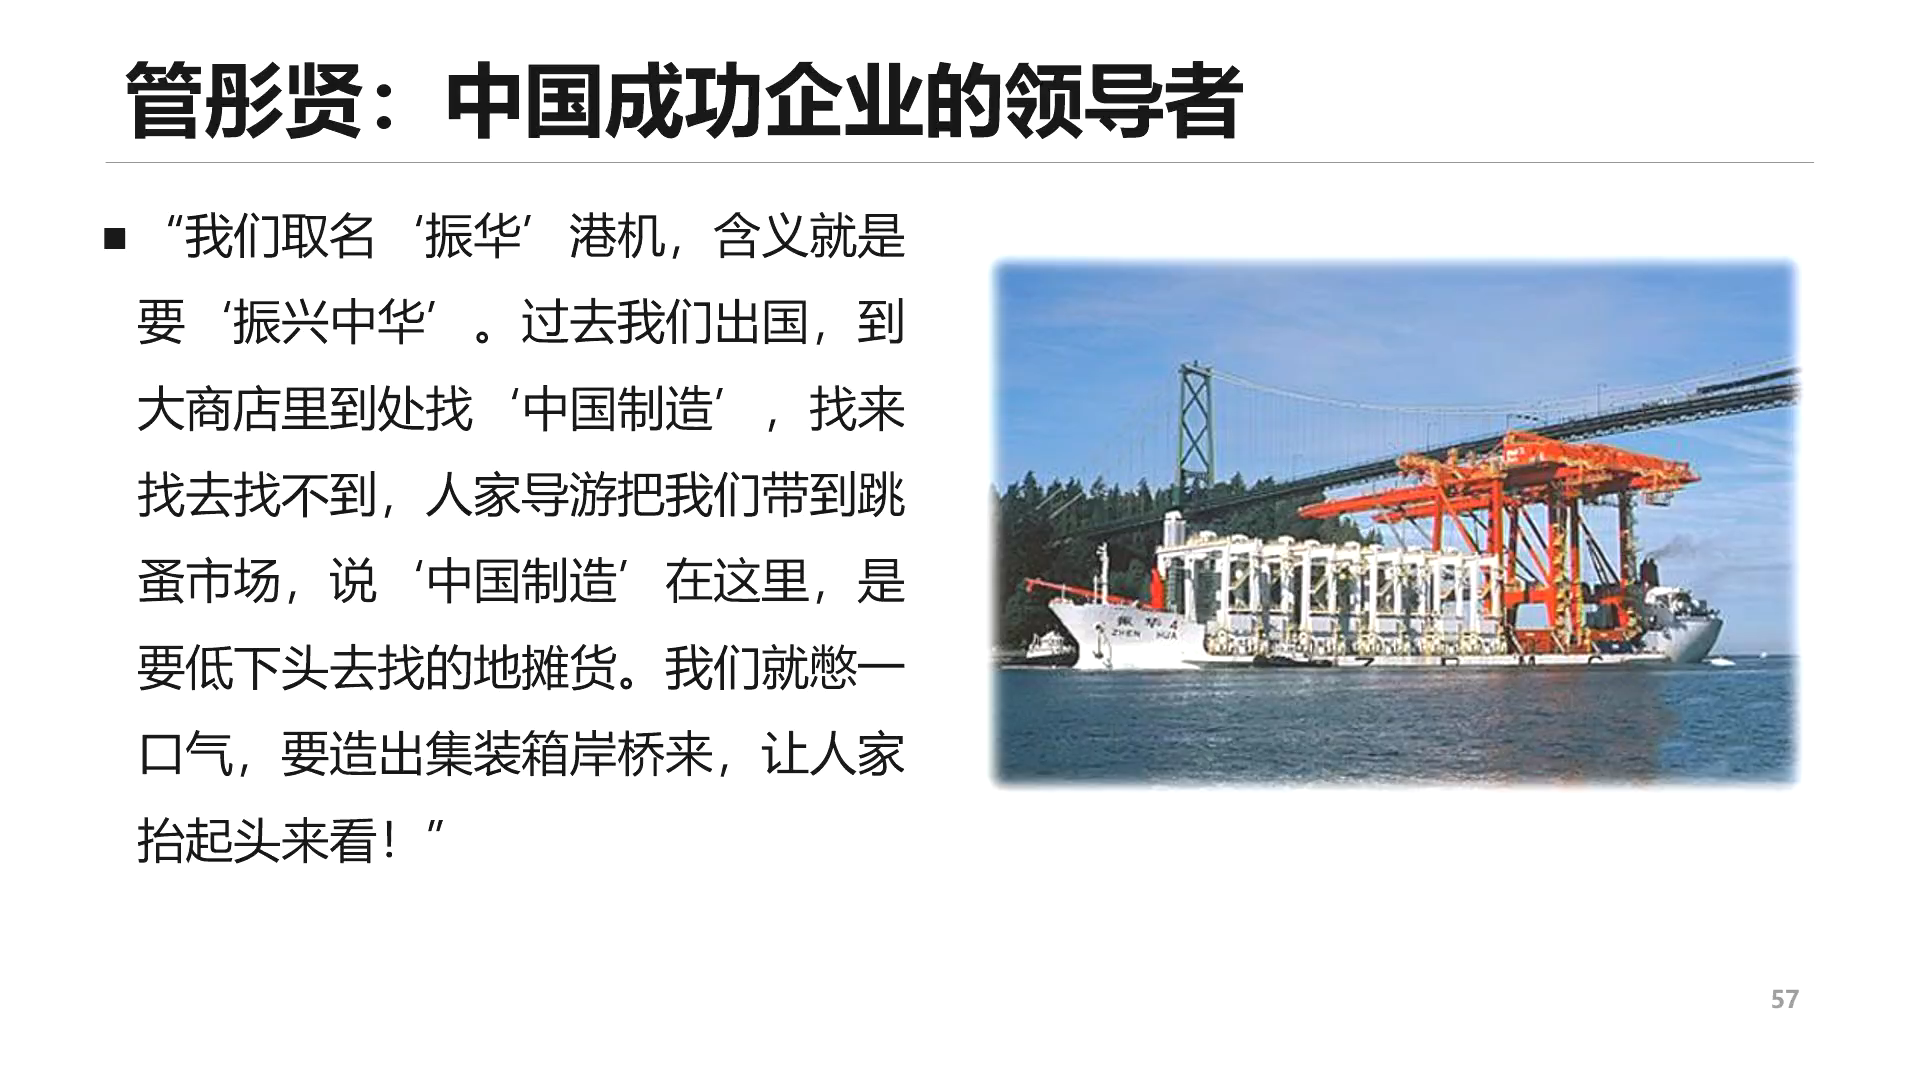 管彤贤：中国成功企业的领导者
■ “我们取名‘振华’港机，含义就是
要‘振兴中华’。过去我们出国，到
大商店里到处找‘中国制造’，找来
找去找不到，人家导游把我们带到跳
蚤市场，说‘中国制造’在这里，是
要低下头去找的地摊货。我们就憋一
口气，要造出集装箱岸桥来，让人家
抬起头来看！”
振华4
ZHEN HUA
Z P M C
57